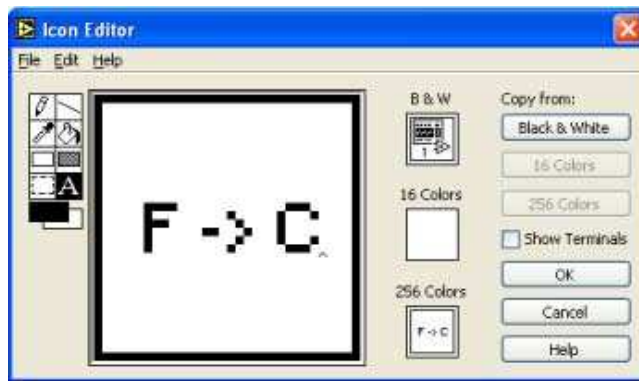 Icon Editor
File Edit Help
A
F -> C
B & W
1
16 Colors
256 Colors
F -> C
Copy from:
Black & White
16 Colors
256 Colors
Show Terminals
OK
Cancel
Help